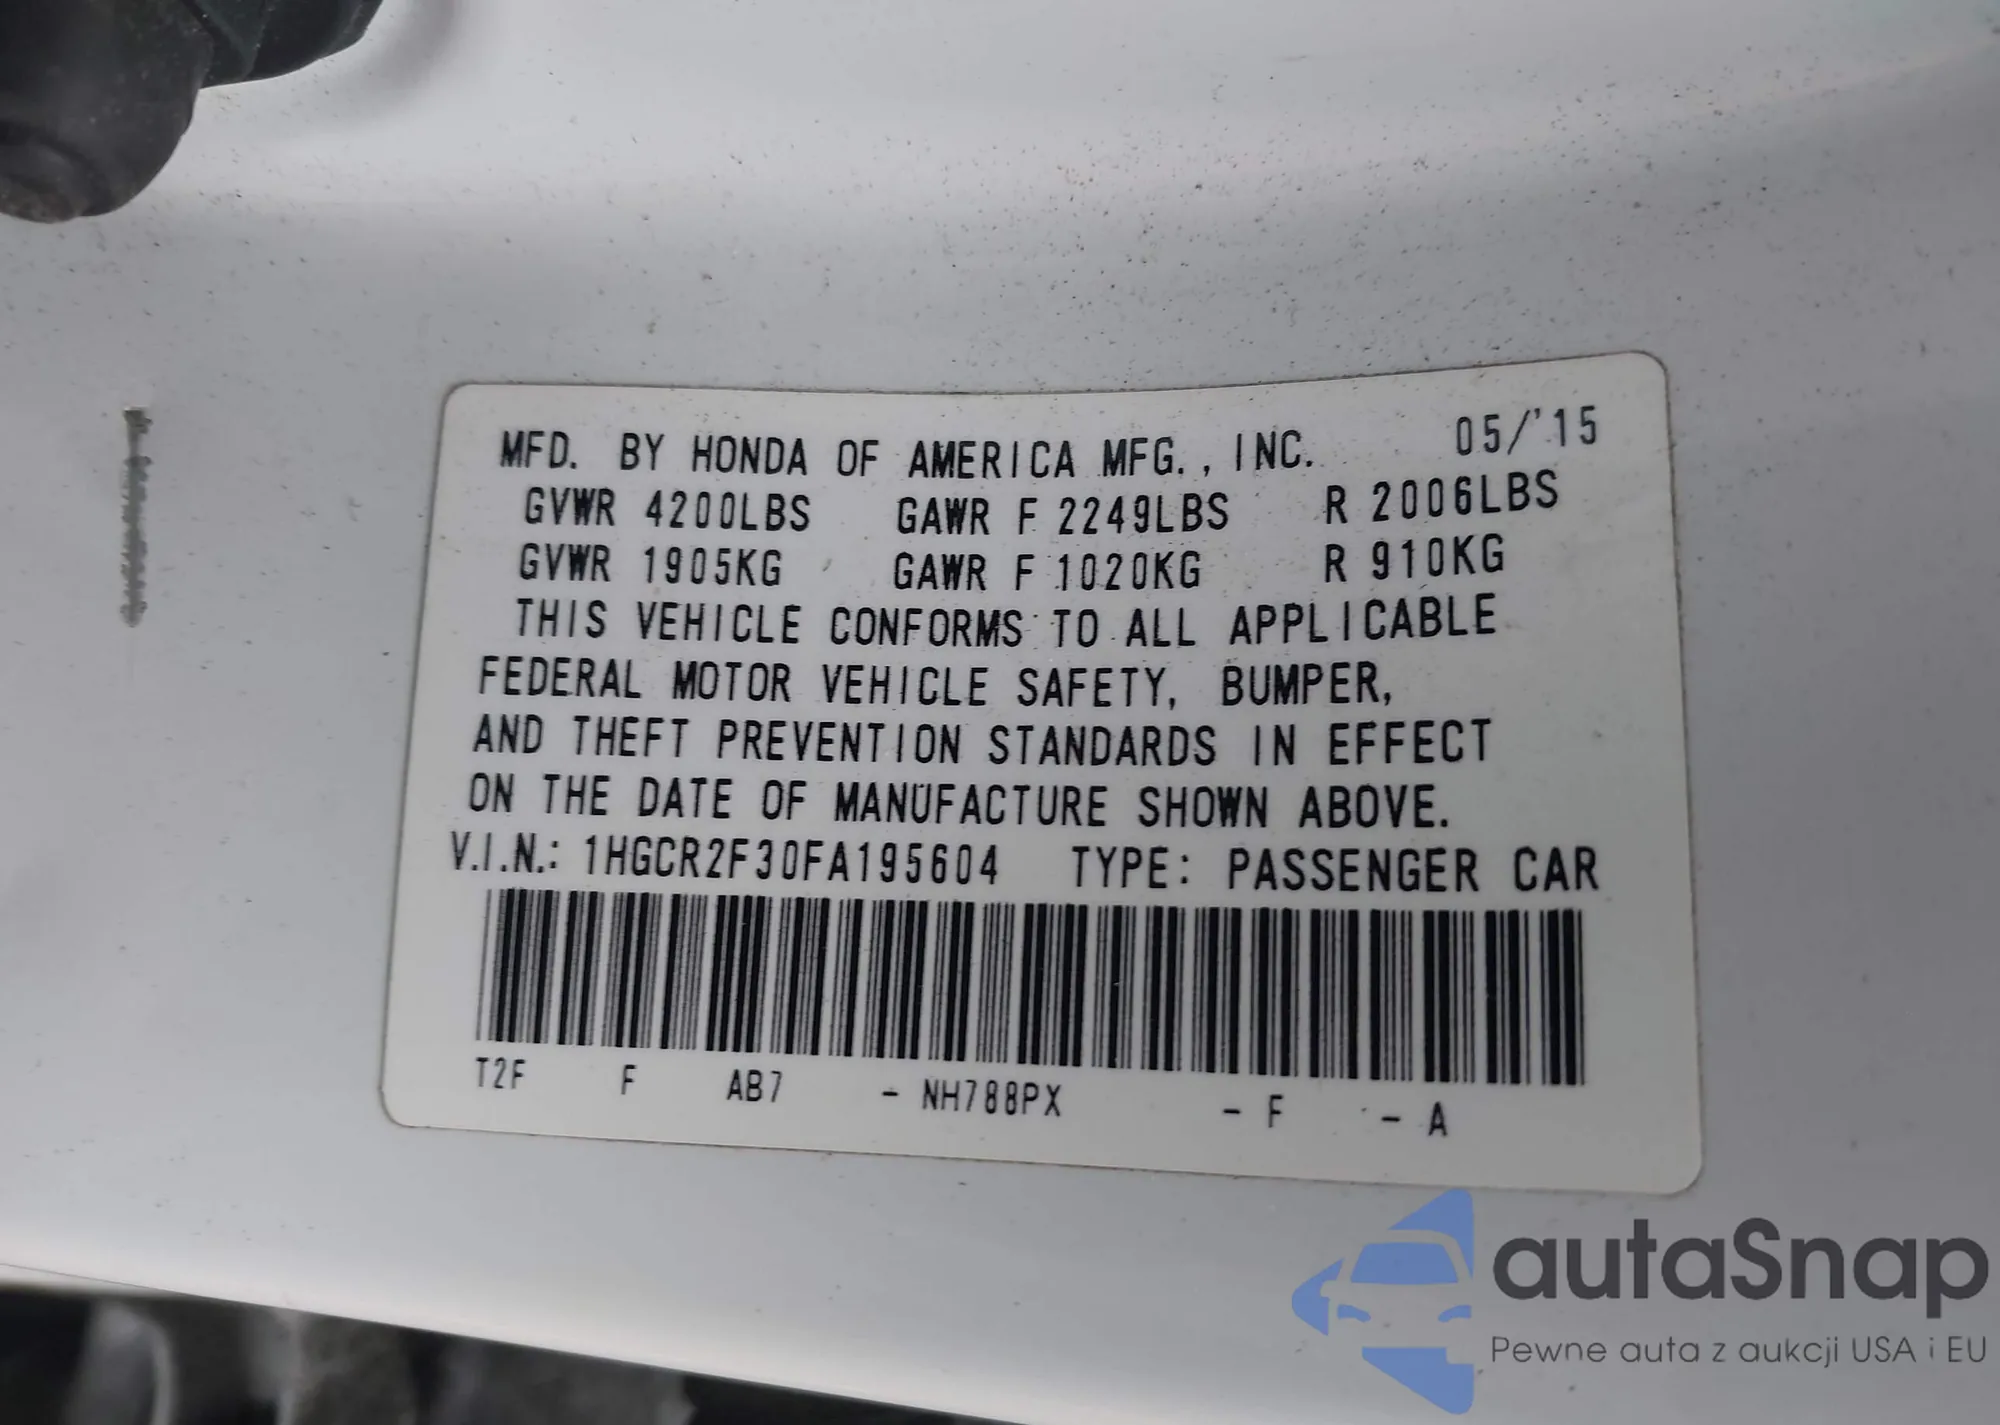 MFD. BY HONDA OF AMERICA MFG., INC. 05/'15
GVWR 4200LBS GAWR F 2249LBS R 2006LBS
GVWR 1905KG GAWR F 1020KG R 910KG
THIS VEHICLE CONFORMS TO ALL APPLICABLE
FEDERAL MOTOR VEHICLE SAFETY, BUMPER,
AND THEFT PREVENTION STANDARDS IN EFFECT
ON THE DATE OF MANUFACTURE SHOWN ABOVE.
V.I.N.: 1HGCR2F30FA195604 TYPE: PASSENGER CAR
T2F F AB7 - NH788PX - F - A
autaSnap
Pewne auta z aukcji USA i EU